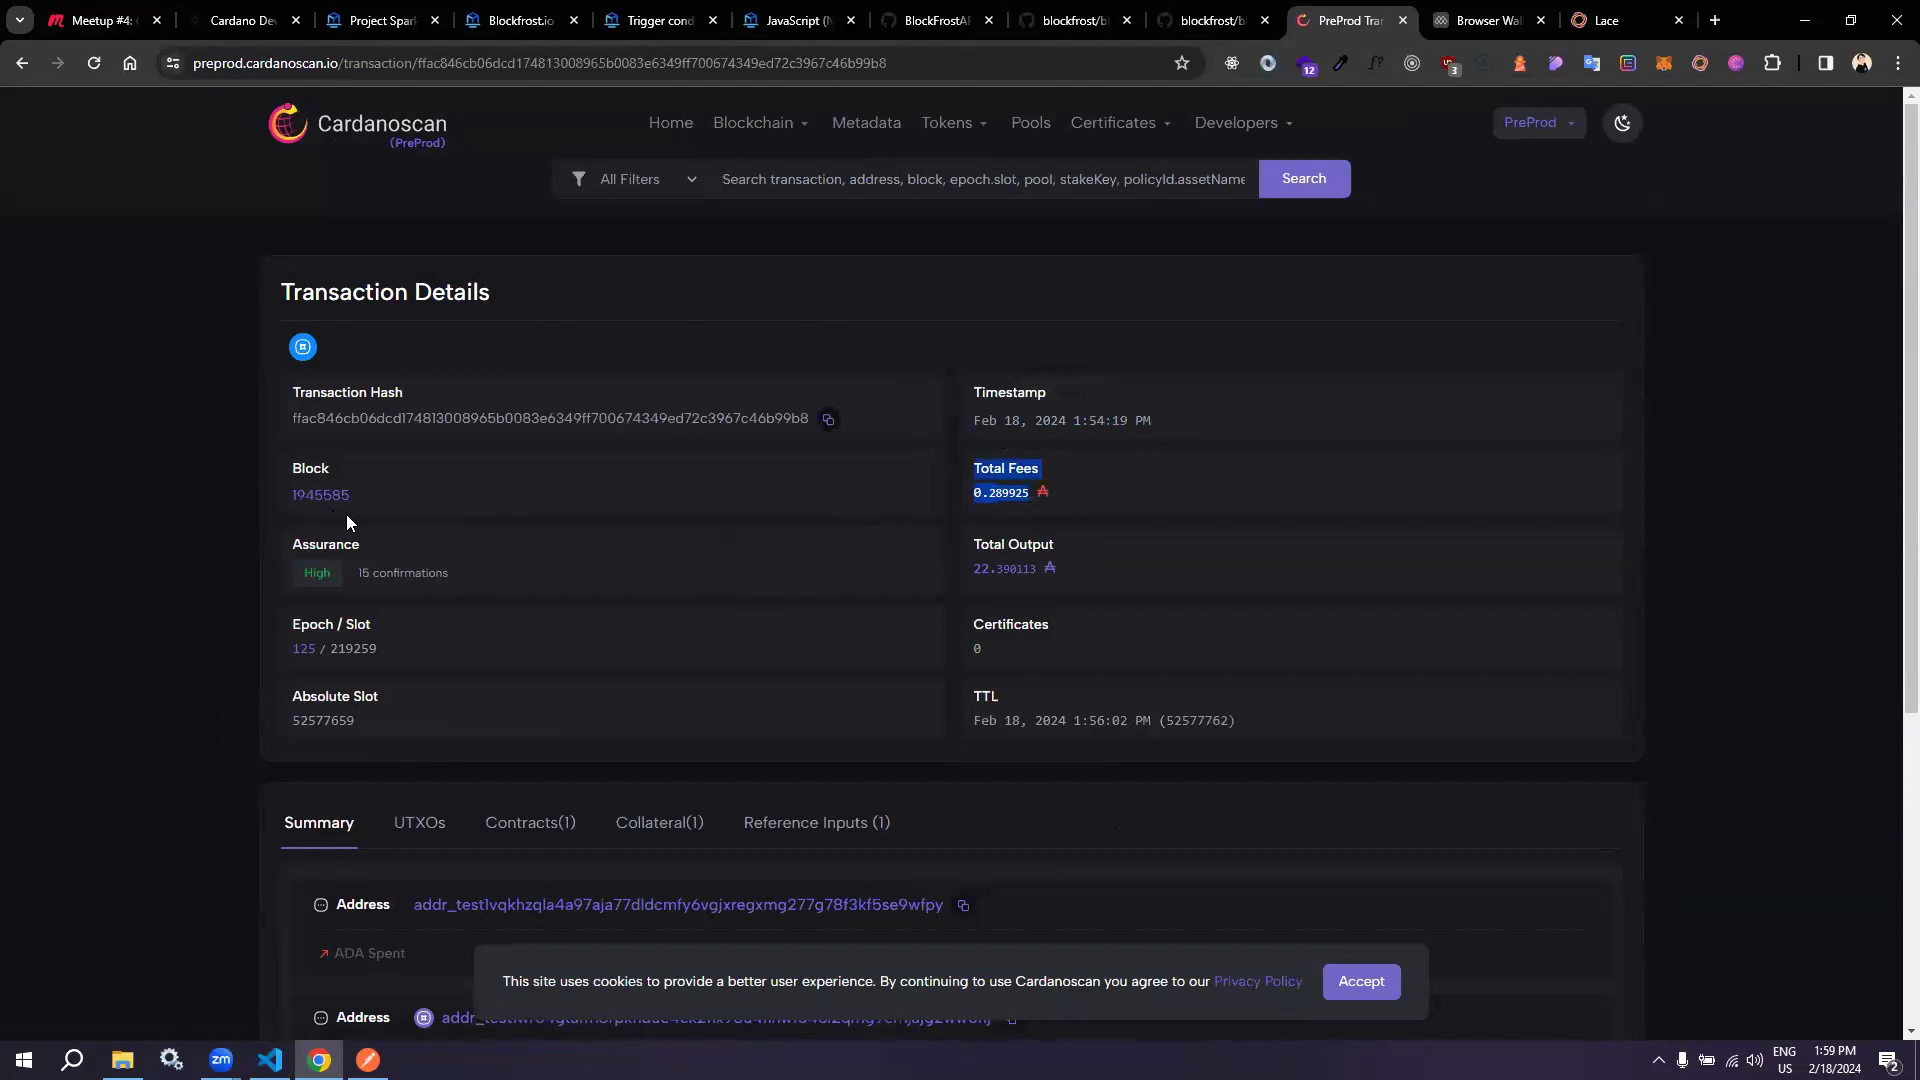 Meetup #4:
Cardano Dev
Project Spar
Blockfrost.io
Trigger cond
JavaScript (N
BlockFrostAF
blockfrost/bl
blockfrost/bl
PreProd Tran
Browser Wal
Lace
preprod.cardanoscan.io/transaction/ffac846cb06dcd174813008965b0083e6349ff700674349ed72c3967c46b99b8
12
3
Cardanoscan
(PreProd)
Home
Blockchain
Metadata
Tokens
Pools
Certificates
Developers
PreProd
All Filters
Search transaction, address, block, epoch.slot, pool, stakeKey, policyId.assetName
Search
Transaction Details
Transaction Hash
ffac846cb06dcd174813008965b0083e6349ff700674349ed72c3967c46b99b8
Timestamp
Feb 18, 2024 1:54:19 PM
Block
1945585
Total Fees
0.289925 ₳
Assurance
High
15 confirmations
Total Output
22.390113 ₳
Epoch / Slot
125 / 219259
Certificates
0
Absolute Slot
52577659
TTL
Feb 18, 2024 1:56:02 PM (52577762)
Summary
UTXOs
Contracts(1)
Collateral(1)
Reference Inputs (1)
Address
addr_test1vqkhzqla4a97aja77dldcmfy6vgjxregxmg277g78f3kf5se9wfpy
ADA Spent
This site uses cookies to provide a better user experience. By continuing to use Cardanoscan you agree to our Privacy Policy
Accept
Address
zm
ENG
US
1:59 PM
2/18/2024
2